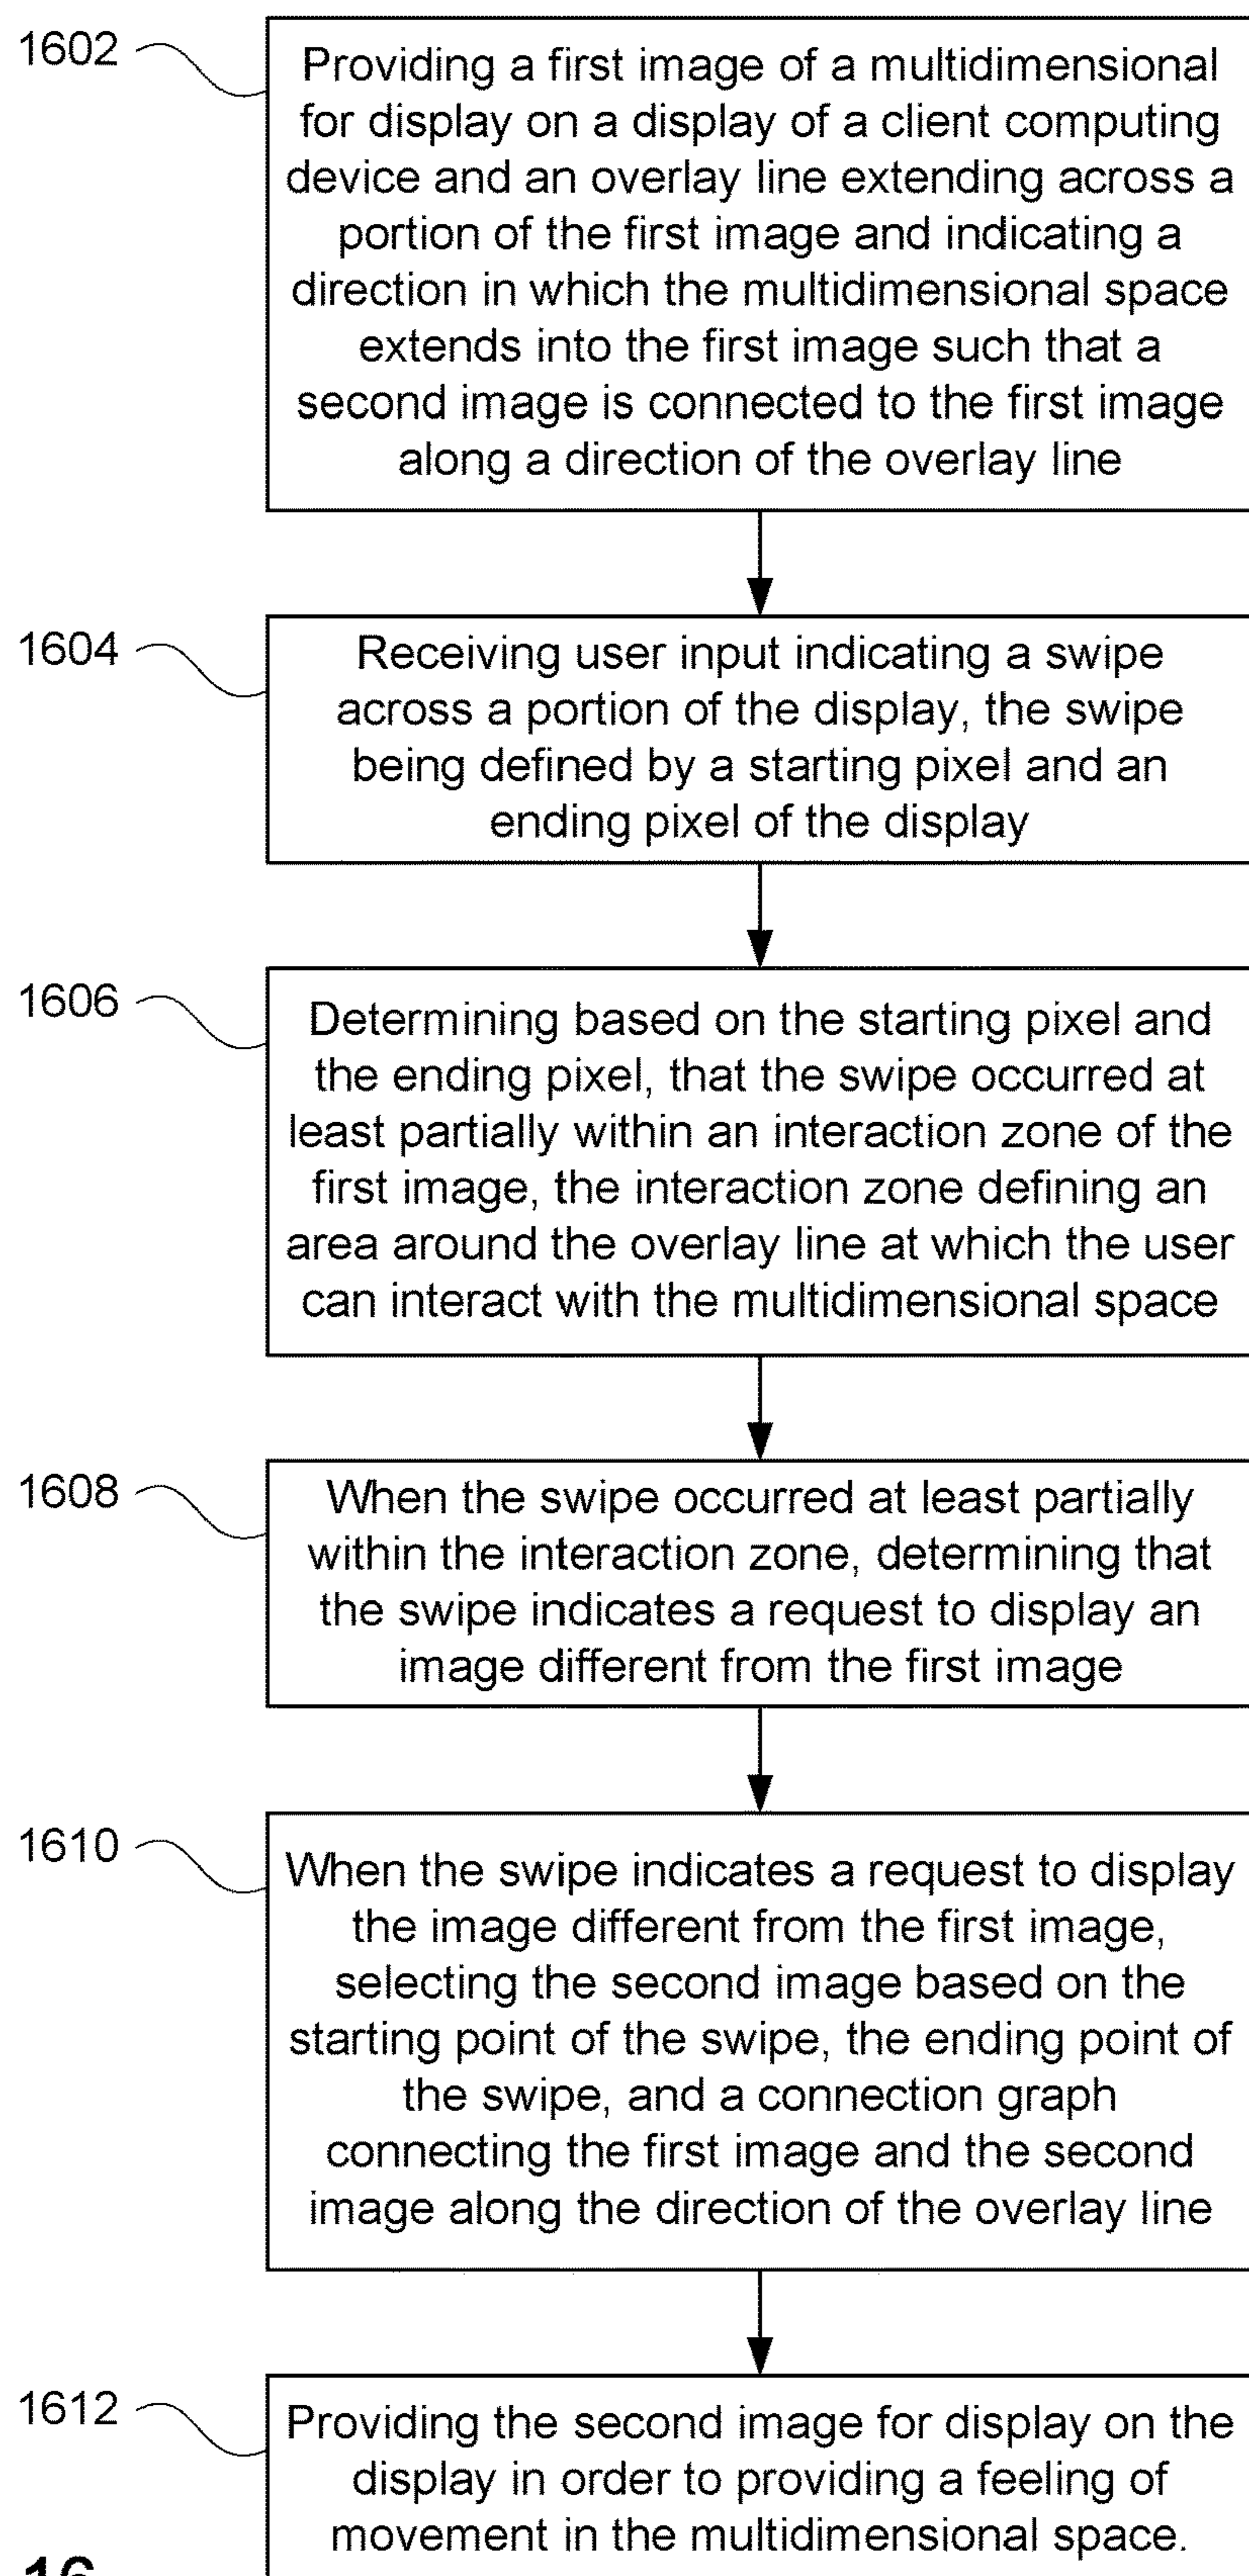 1602
Providing a first image of a multidimensional
for display on a display of a client computing
device and an overlay line extending across a
portion of the first image and indicating a
direction in which the multidimensional space
extends into the first image such that a
second image is connected to the first image
along a direction of the overlay line
1604
Receiving user input indicating a swipe
across a portion of the display, the swipe
being defined by a starting pixel and an
ending pixel of the display
1606
Determining based on the starting pixel and
the ending pixel, that the swipe occurred at
least partially within an interaction zone of the
first image, the interaction zone defining an
area around the overlay line at which the user
can interact with the multidimensional space
1608
When the swipe occurred at least partially
within the interaction zone, determining that
the swipe indicates a request to display an
image different from the first image
1610
When the swipe indicates a request to display
the image different from the first image,
selecting the second image based on the
starting point of the swipe, the ending point of
the swipe, and a connection graph
connecting the first image and the second
image along the direction of the overlay line
1612
Providing the second image for display on the
display in order to providing a feeling of
movement in the multidimensional space.
16